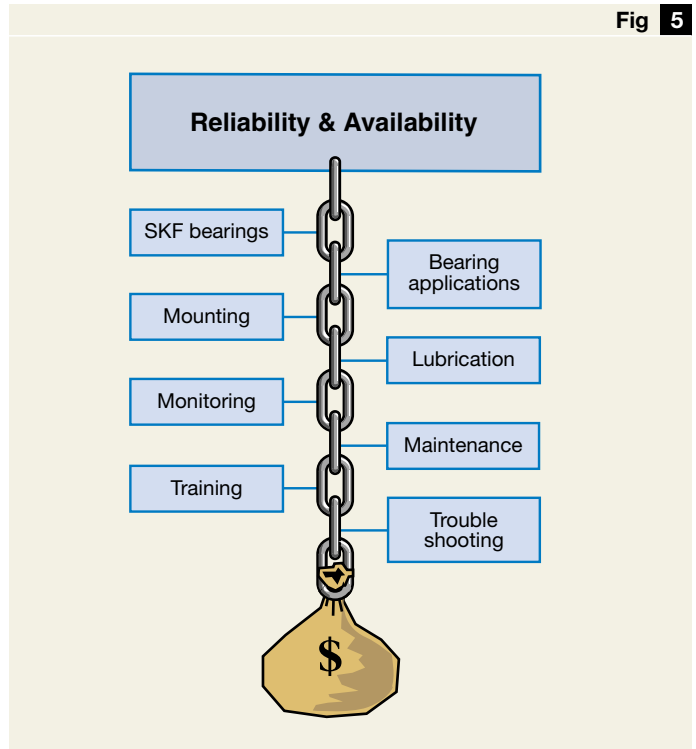 Fig 5
Reliability & Availability
SKF bearings
Bearing
applications
Mounting
Lubrication
Monitoring
Maintenance
Training
Trouble
shooting
$